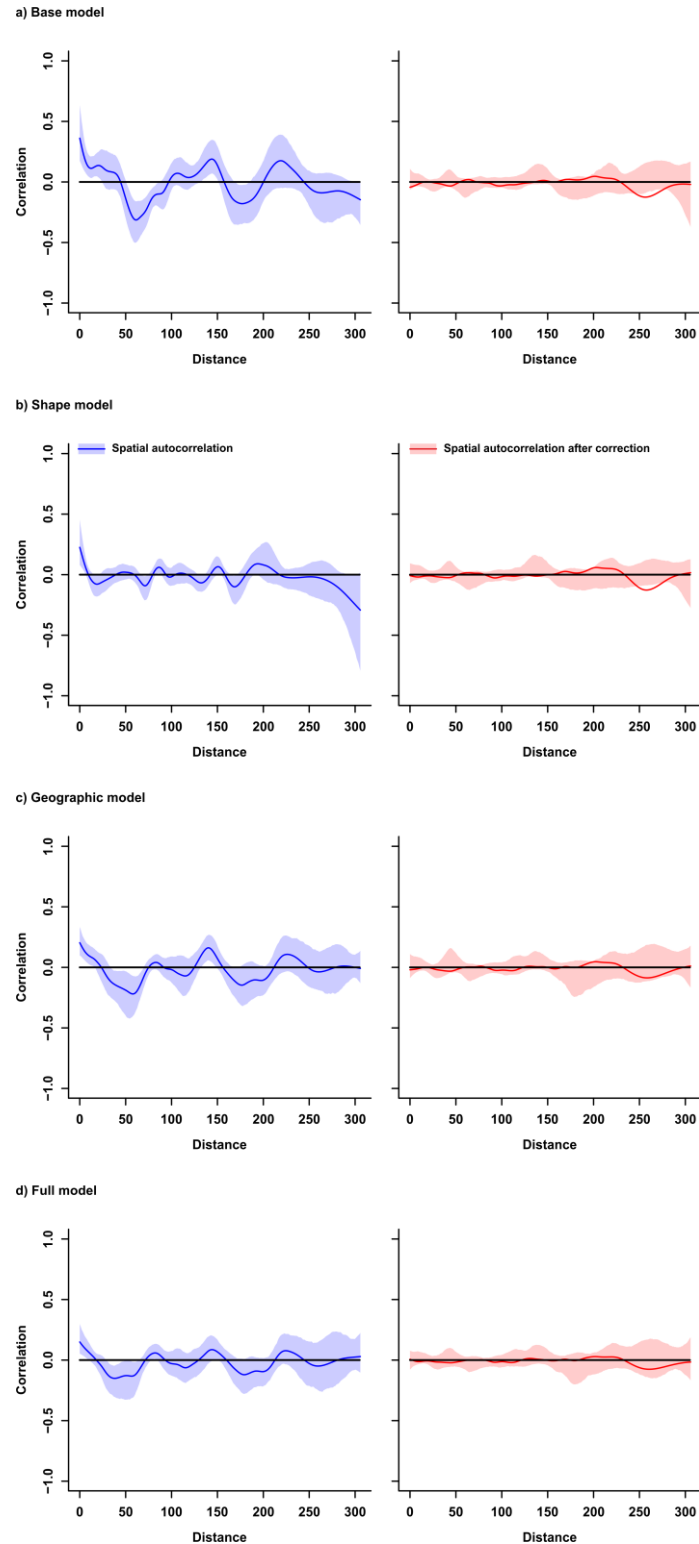 a) Base model
Correlation
1.0
0.5
0.0
−0.5
−1.0
0 50 100 150 200 250 300
Distance
0 50 100 150 200 250 300
Distance
b) Shape model
Spatial autocorrelation
Spatial autocorrelation after correction
Correlation
1.0
0.5
0.0
−0.5
−1.0
0 50 100 150 200 250 300
Distance
0 50 100 150 200 250 300
Distance
c) Geographic model
Correlation
1.0
0.5
0.0
−0.5
−1.0
0 50 100 150 200 250 300
Distance
0 50 100 150 200 250 300
Distance
d) Full model
Correlation
1.0
0.5
0.0
−0.5
−1.0
0 50 100 150 200 250 300
Distance
0 50 100 150 200 250 300
Distance